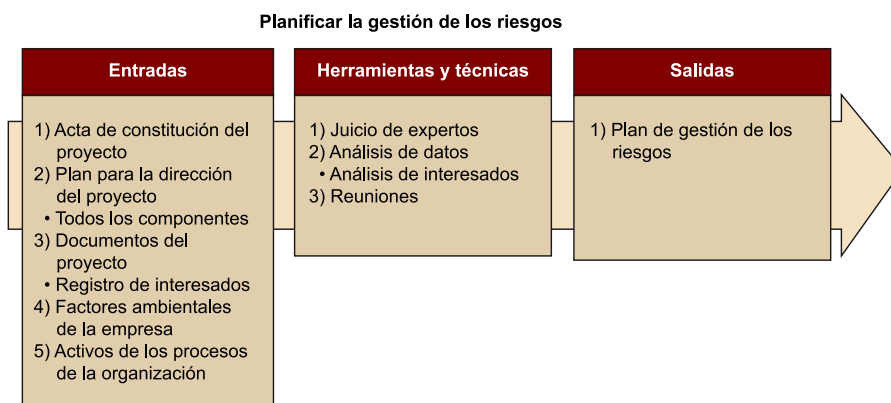 Planificar la gestión de los riesgos
Entradas
1) Acta de constitución del
proyecto
2) Plan para la dirección
del proyecto
• Todos los componentes
3) Documentos del
proyecto
• Registro de interesados
4) Factores ambientales
de la empresa
5) Activos de los procesos
de la organización
Herramientas y técnicas
1) Juicio de expertos
2) Análisis de datos
• Análisis de interesados
3) Reuniones
Salidas
1) Plan de gestión de los
riesgos